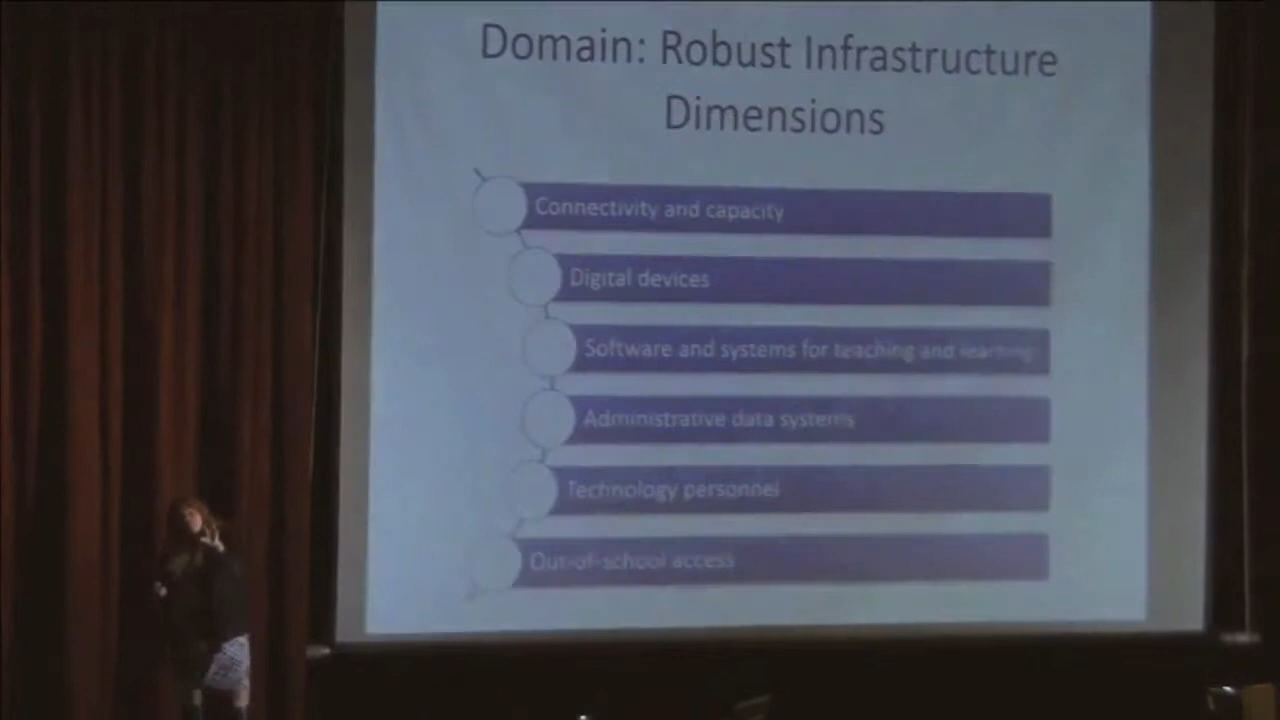 Domain: Robust Infrastructure
Dimensions
Connectivity and capacity
Digital devices
Software and systems for teaching and learning
Administrative data systems
Technology personnel
Out-of-school access